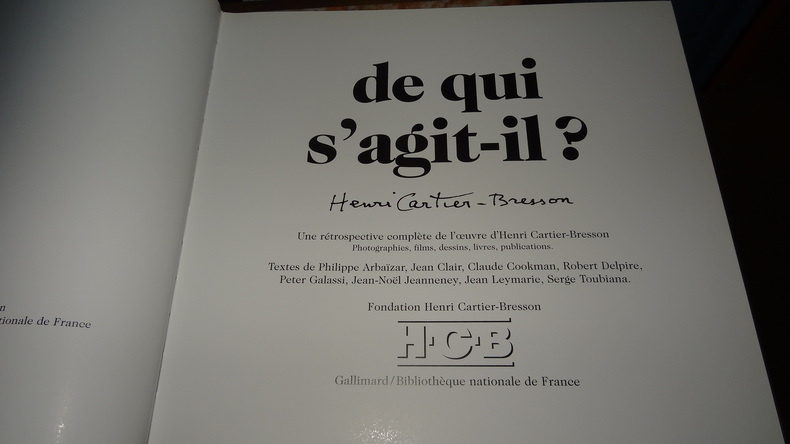 de qui
s'agit-il ?
Henri Cartier-Bresson
Une rétrospective complète de l'œuvre d'Henri Cartier-Bresson
Photographies, films, dessins, livres, publications.
Textes de Philippe Arbaïzar, Jean Clair, Claude Cookman, Robert Delpire,
Peter Galassi, Jean-Noël Jeanneney, Jean Leymarie, Serge Toubiana.
Fondation Henri Cartier-Bresson
H·C·B
Gallimard/Bibliothèque nationale de France
nationale de France